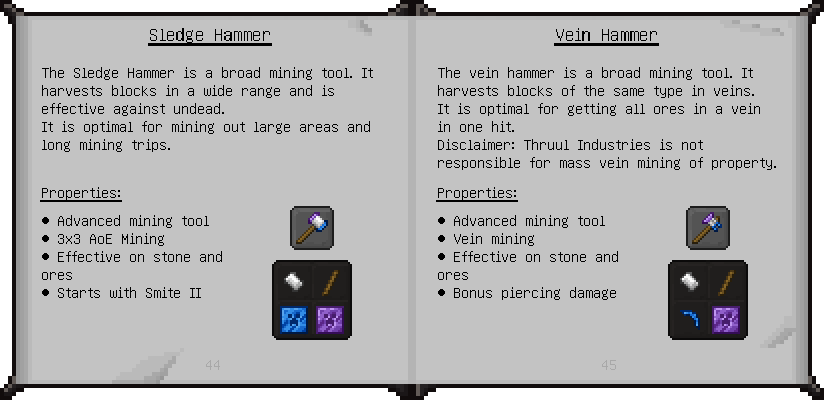 Sledge Hammer
The Sledge Hammer is a broad mining tool. It
harvests blocks in a wide range and is
effective against undead.
It is optimal for mining out large areas and
long mining trips.
Properties:
• Advanced mining tool
• 3x3 AoE Mining
• Effective on stone and
ores
• Starts with Smite II
44
Vein Hammer
The vein hammer is a broad mining tool. It
harvests blocks of the same type in veins.
It is optimal for getting all ores in a vein
in one hit.
Disclaimer: Thruul Industries is not
responsible for mass vein mining of property.
Properties:
• Advanced mining tool
• Vein mining
• Effective on stone and
ores
• Bonus piercing damage
45